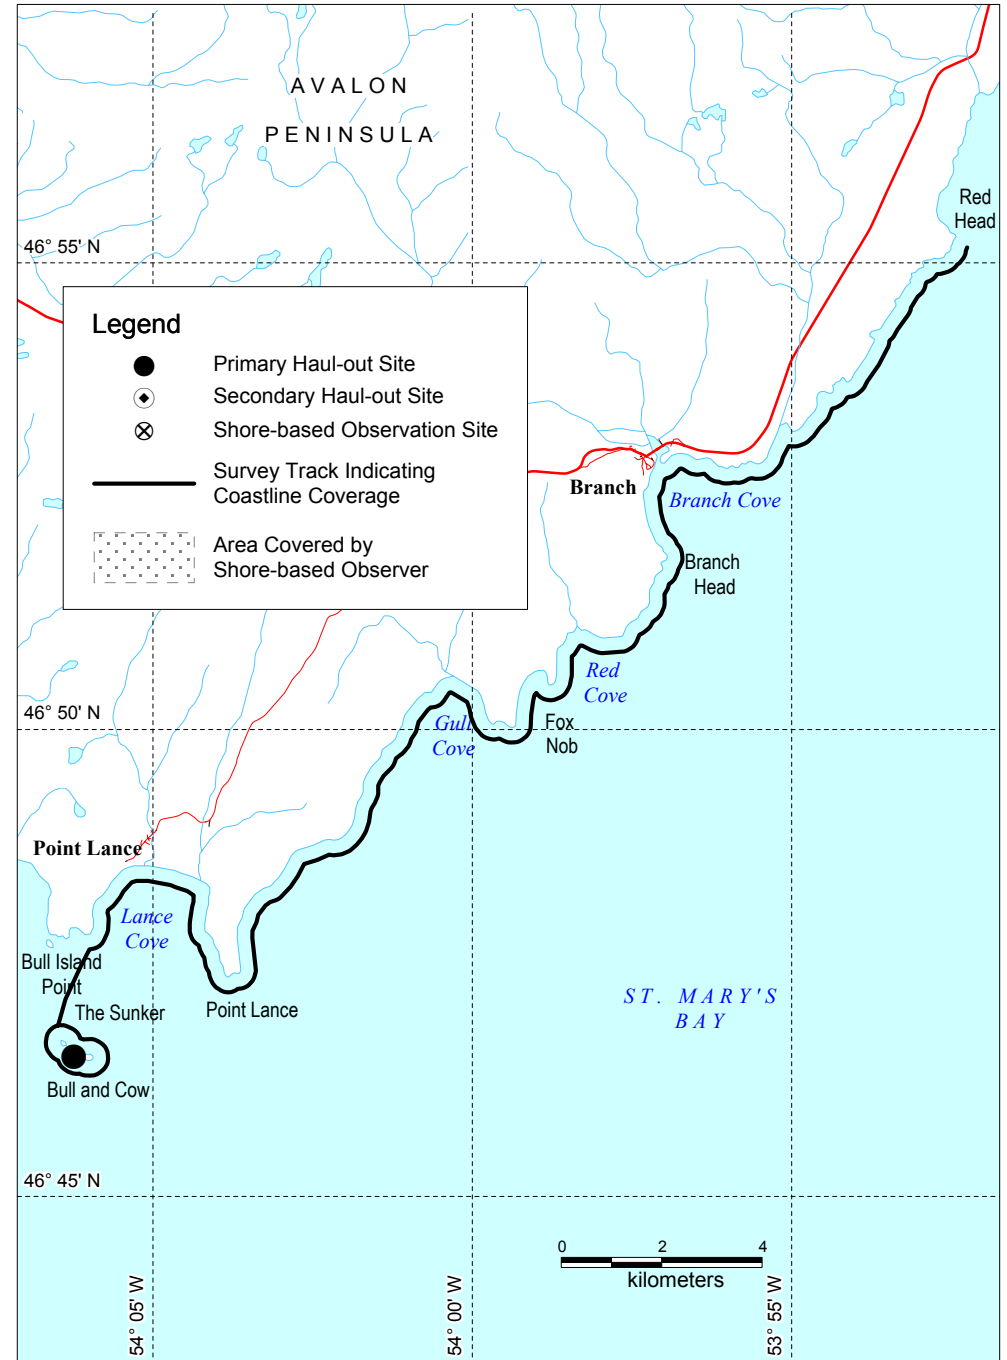 AVALON
PENINSULA
Red
Head
46° 55' N
Legend
Primary Haul-out Site
Secondary Haul-out Site
Shore-based Observation Site
Survey Track Indicating
Coastline Coverage
Area Covered by
Shore-based Observer
Branch
Branch Cove
Branch
Head
Red
Cove
46° 50' N
Gull
Cove
Fox
Nob
Point Lance
Lance
Cove
Bull Island
Point
The Sunker
Point Lance
ST. MARY'S
BAY
Bull and Cow
46° 45' N
0 2 4
kilometers
54° 05' W
54° 00' W
53° 55' W